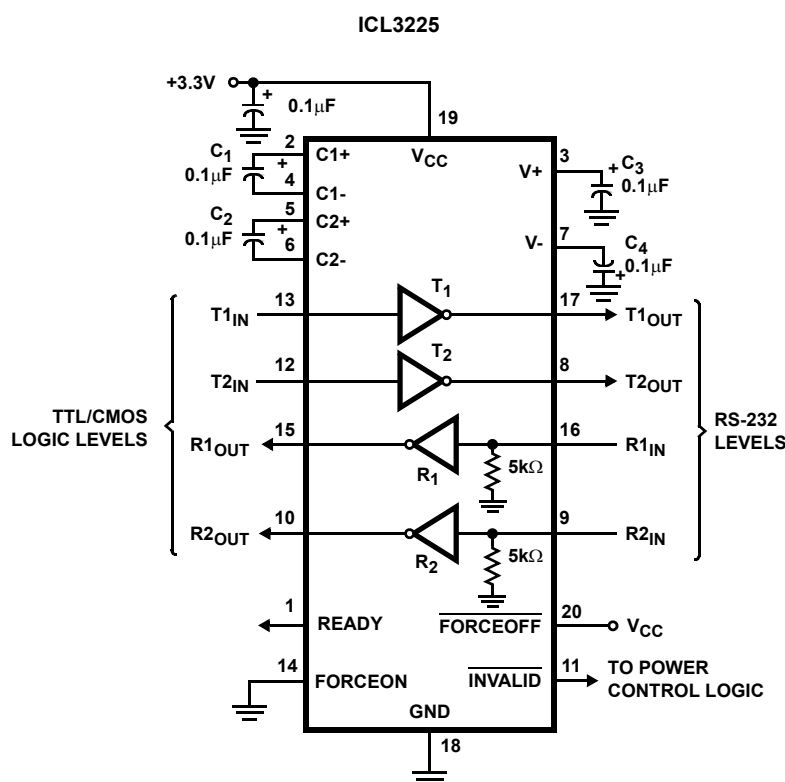 ICL3225
+3.3V
+
0.1μF
19
2
C1+
VCC
3
C1
0.1μF
+
V+
+
C3
0.1μF
4
C1-
5
C2+
C2
0.1μF
+
6
C2-
7
V-
C4
0.1μF
+
T1
13
17
T1IN
T1OUT
T2
12
8
T2IN
T2OUT
TTL/CMOS
LOGIC LEVELS
RS-232
LEVELS
15
16
R1OUT
R1IN
R1
5kΩ
10
9
R2OUT
R2IN
R2
5kΩ
1
READY
FORCEOFF
20
VCC
14
FORCEON
INVALID
11
TO POWER
CONTROL LOGIC
GND
18